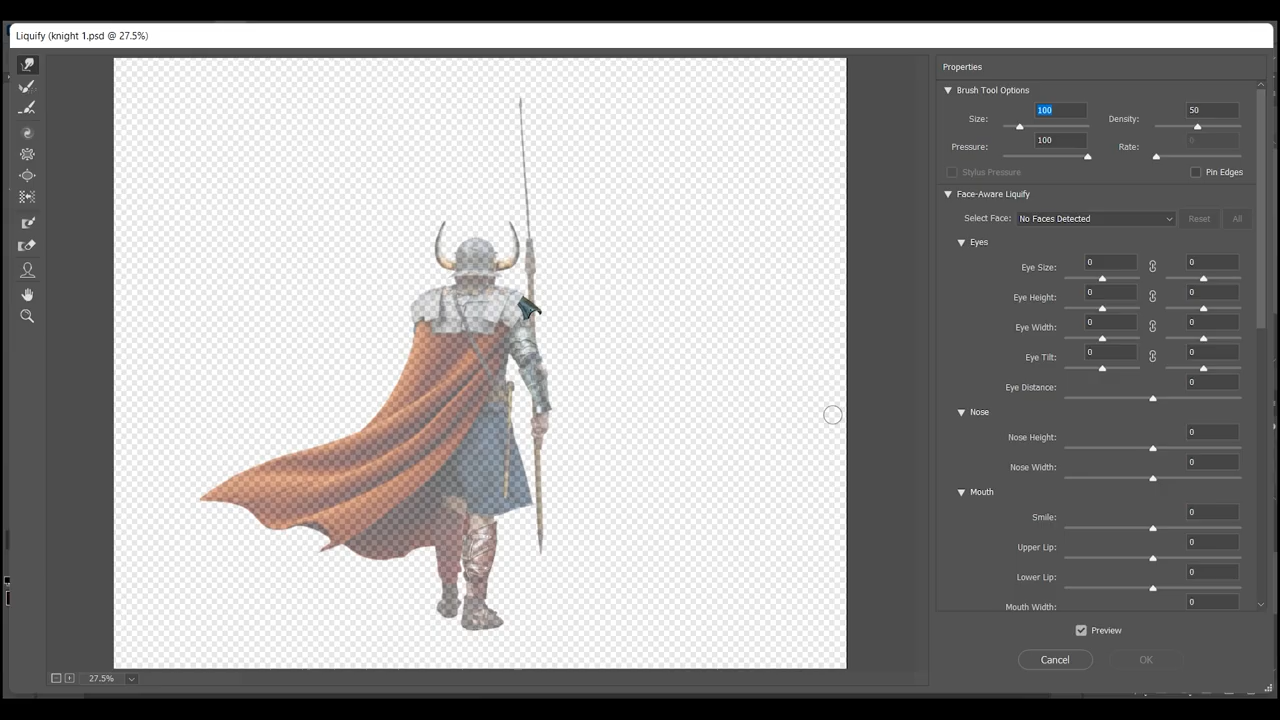 Liquify (knight 1.psd @ 27.5%)
Properties
Brush Tool Options
Size: 100 Density: 50
Pressure: 100 Rate: 0
Stylus Pressure Pin Edges
Face-Aware Liquify
Select Face: No Faces Detected Reset All
Eyes
Eye Size: 0 0
Eye Height: 0 0
Eye Width: 0 0
Eye Tilt: 0 0
Eye Distance: 0
Nose
Nose Height: 0
Nose Width: 0
Mouth
Smile: 0
Upper Lip: 0
Lower Lip: 0
Mouth Width: 0
Preview
Cancel OK
27.5%